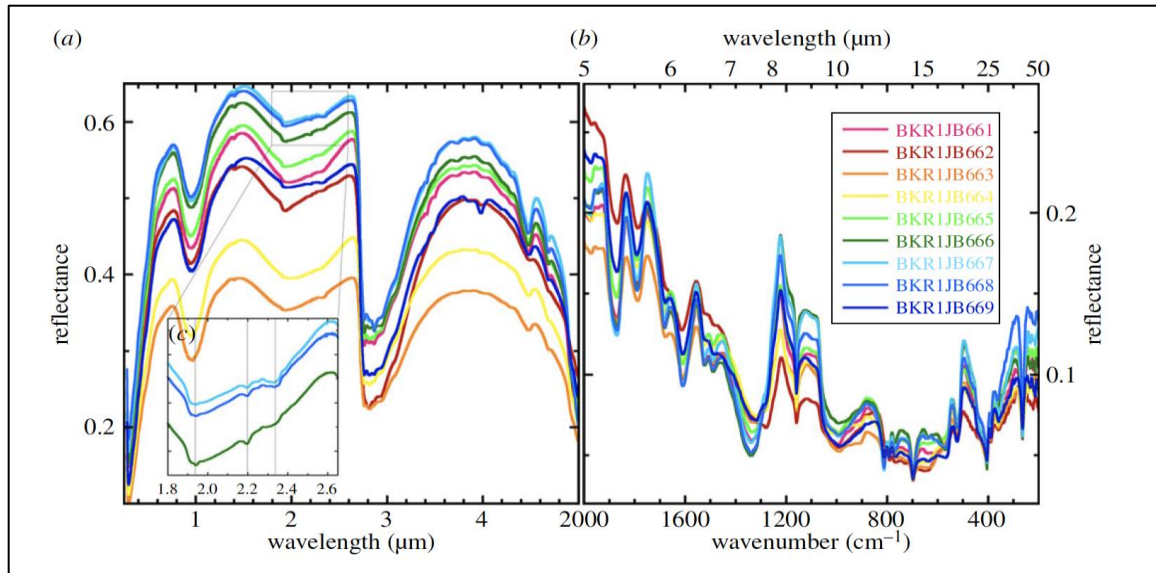 (a)
(b)
wavelength (µm)
5 6 7 8 10 15 25 50
0.6
0.4
0.2
reflectance
(c)
1.8 2.0 2.2 2.4 2.6
1 2 3 4
wavelength (µm)
BKR1JB661
BKR1JB662
BKR1JB663
BKR1JB664
BKR1JB665
BKR1JB666
BKR1JB667
BKR1JB668
BKR1JB669
0.2
0.1
reflectance
2000 1600 1200 800 400
wavenumber (cm⁻¹)